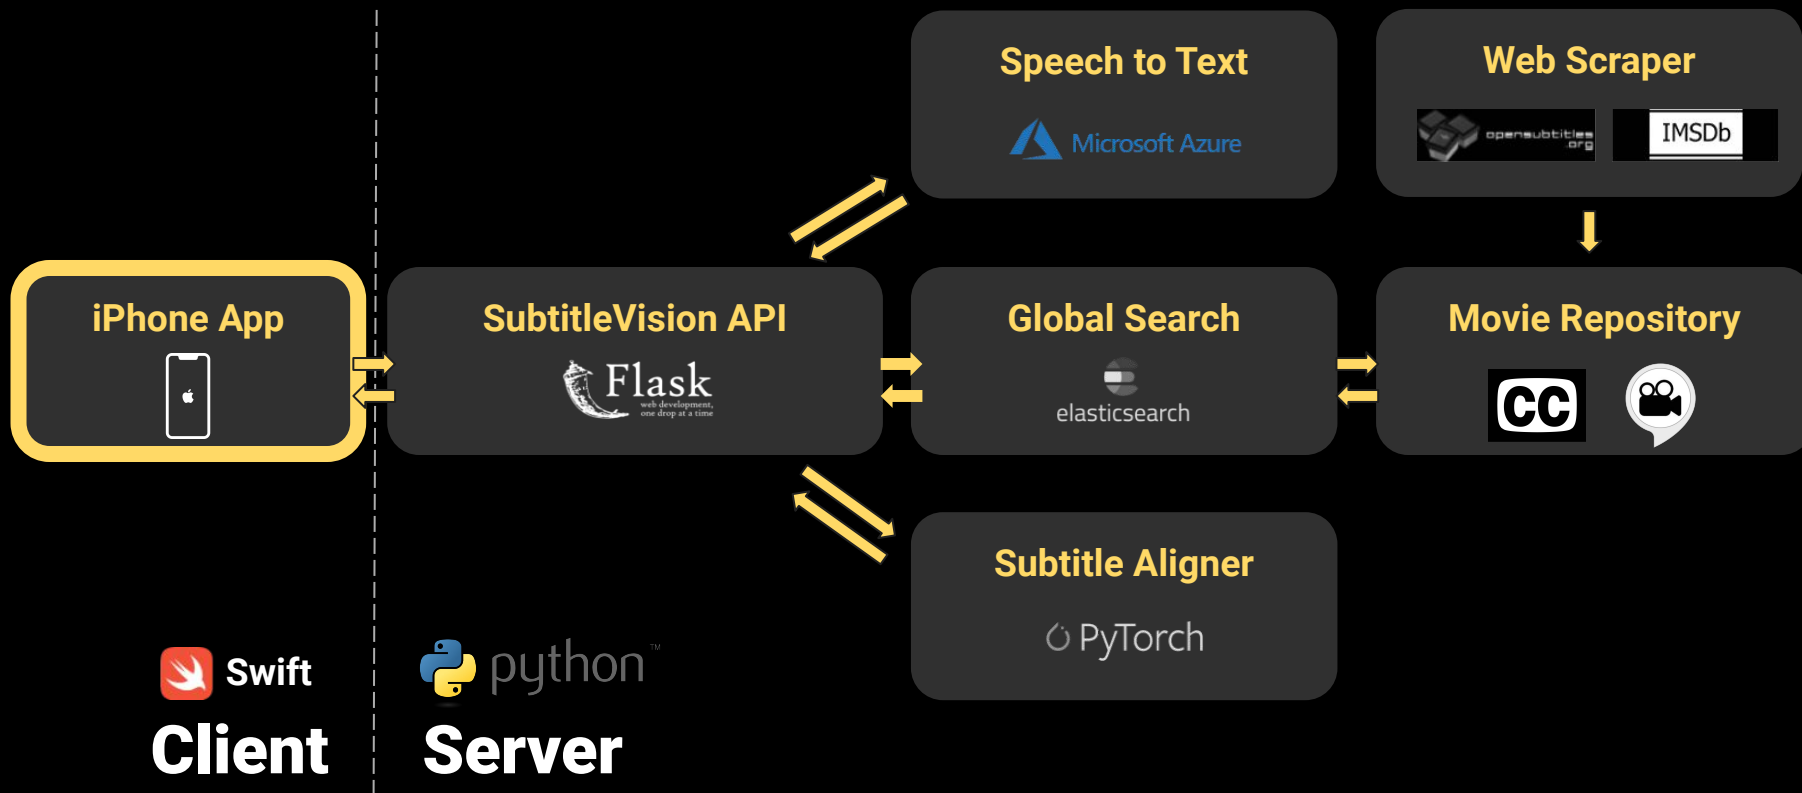 Speech to Text
Microsoft Azure
Web Scraper
opensubtitles
.org
IMSDb
iPhone App
SubtitleVision API
Flask
web development,
one drop at a time
Global Search
elasticsearch
Movie Repository
CC
Subtitle Aligner
PyTorch
Swift
python™
Client
Server